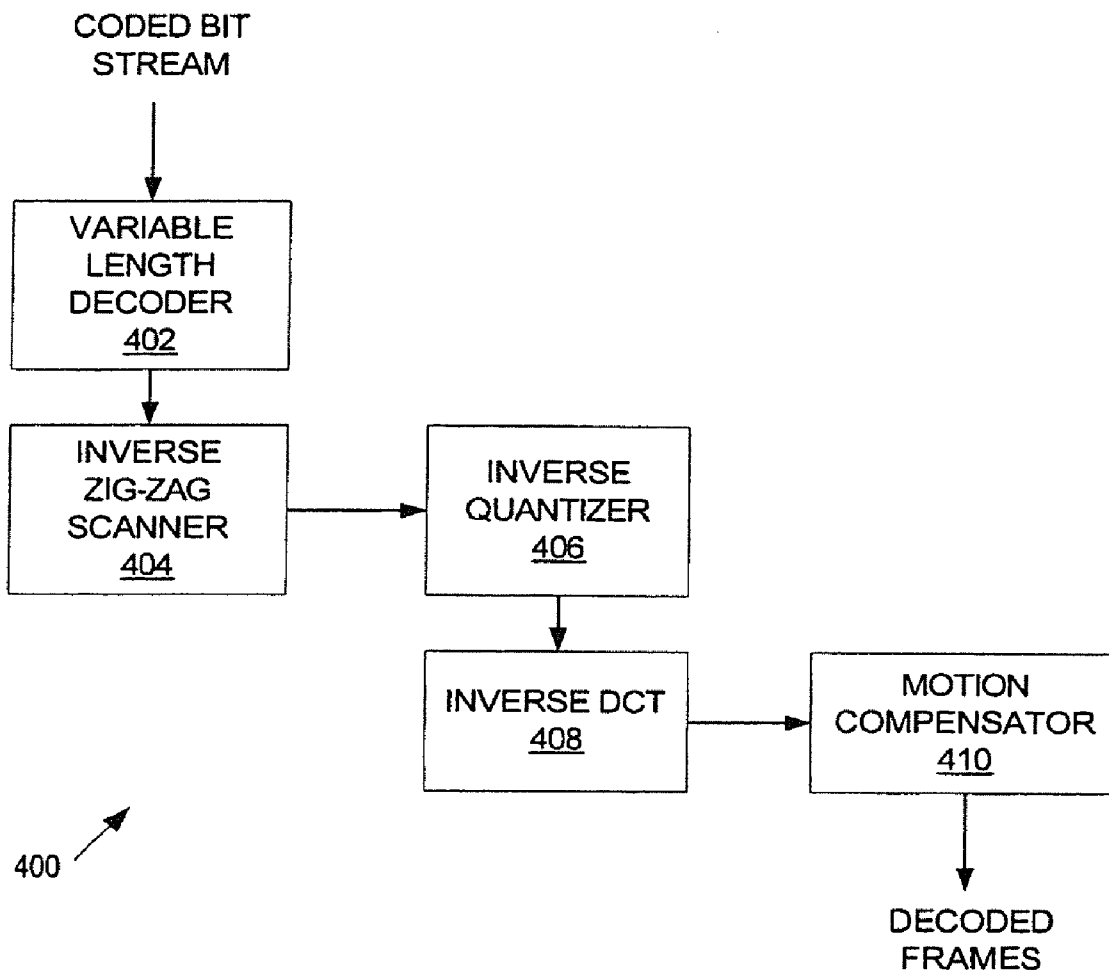 CODED BIT
STREAM
VARIABLE
LENGTH
DECODER
402
INVERSE
ZIG-ZAG
SCANNER
404
INVERSE
QUANTIZER
406
INVERSE DCT
408
MOTION
COMPENSATOR
410
400
DECODED
FRAMES